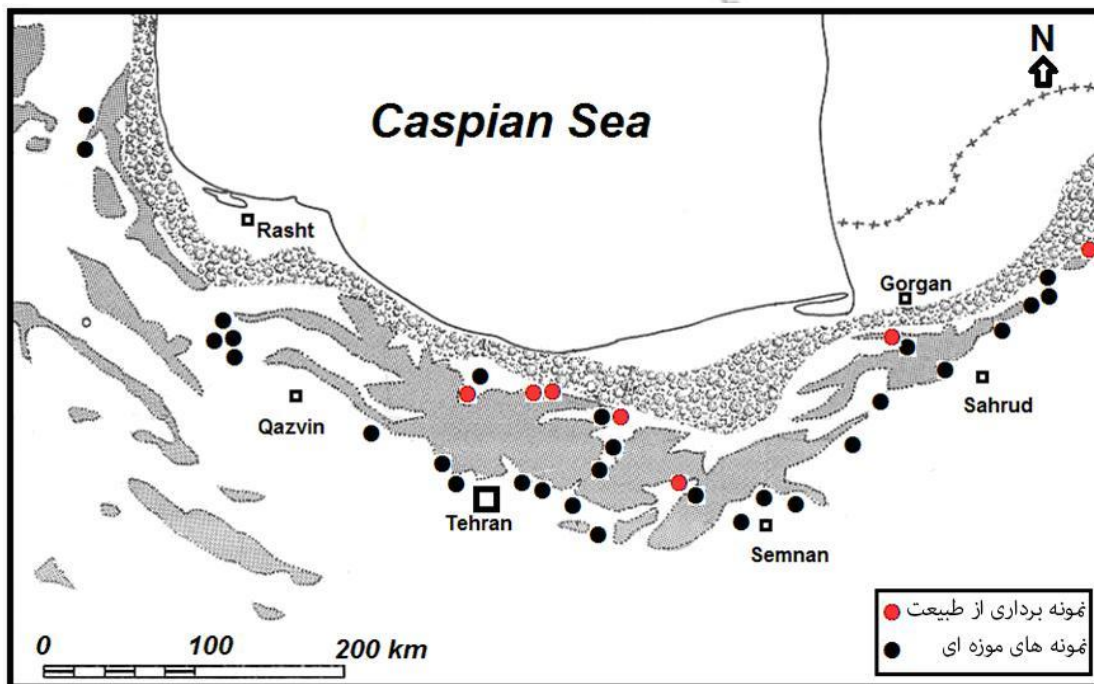 N
Caspian Sea
Rasht
Gorgan
Sahrud
Qazvin
Tehran
Semnan
نمونه برداری از طبیعت
نمونه های موزه ای
0 100 200 km